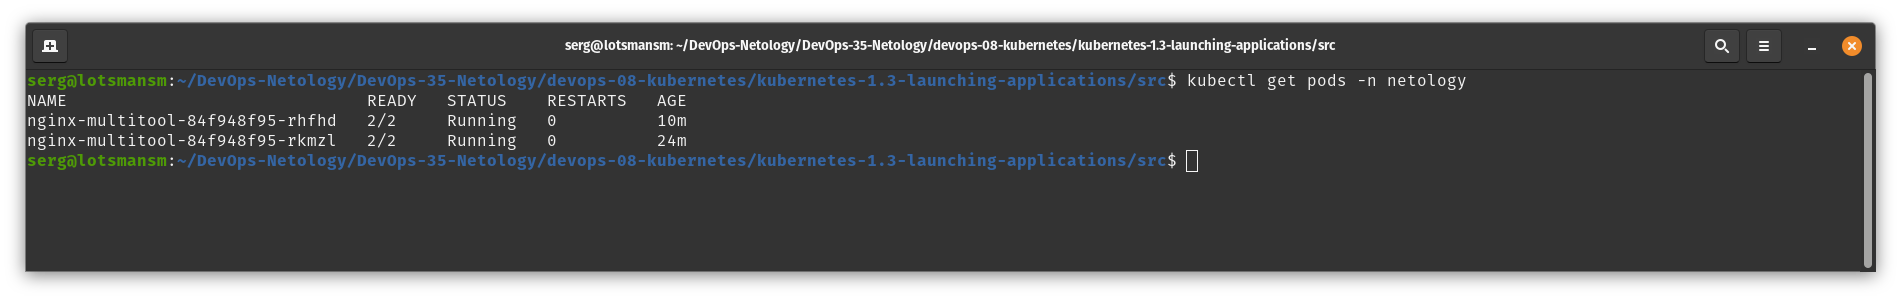 serg@lotsmansm: ~/DevOps-Netology/DevOps-35-Netology/devops-08-kubernetes/kubernetes-1.3-launching-applications/src
serg@lotsmansm:~/DevOps-Netology/DevOps-35-Netology/devops-08-kubernetes/kubernetes-1.3-launching-applications/src$ kubectl get pods -n netology
NAME                              READY   STATUS    RESTARTS   AGE
nginx-multitool-84f948f95-rhfhd   2/2     Running   0          10m
nginx-multitool-84f948f95-rkmzl   2/2     Running   0          24m
serg@lotsmansm:~/DevOps-Netology/DevOps-35-Netology/devops-08-kubernetes/kubernetes-1.3-launching-applications/src$